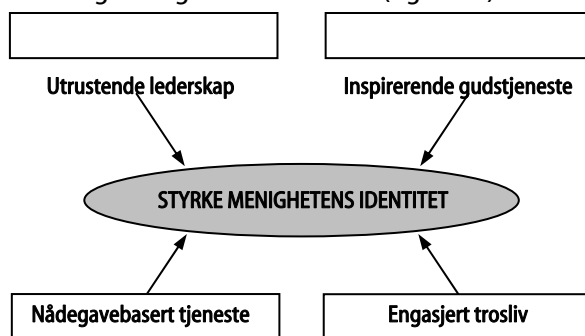 Utrustende lederskap
Inspirerende gudstjeneste
STYRKE MENIGHETENS IDENTITET
Nådegavebasert tjeneste
Engasjert trosliv